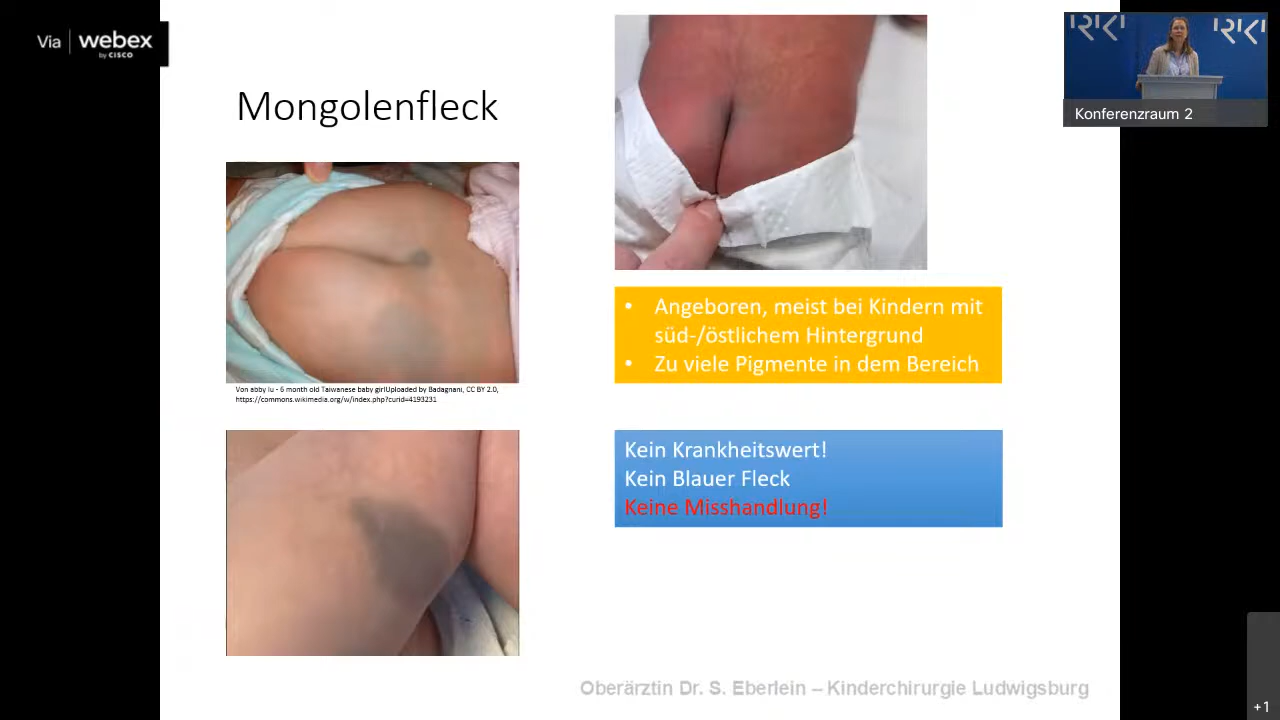 Via webex
by CISCO
Mongolenfleck
Von abby lu - 6 month old Taiwanese baby girlUploaded by Badagnani, CC BY 2.0,
https://commons.wikimedia.org/w/index.php?curid=4193231
• Angeboren, meist bei Kindern mit
süd-/östlichem Hintergrund
• Zu viele Pigmente in dem Bereich
Kein Krankheitswert!
Kein Blauer Fleck
Keine Misshandlung!
Oberärztin Dr. S. Eberlein – Kinderchirurgie Ludwigsburg
RKI RKI
Konferenzraum 2
+1